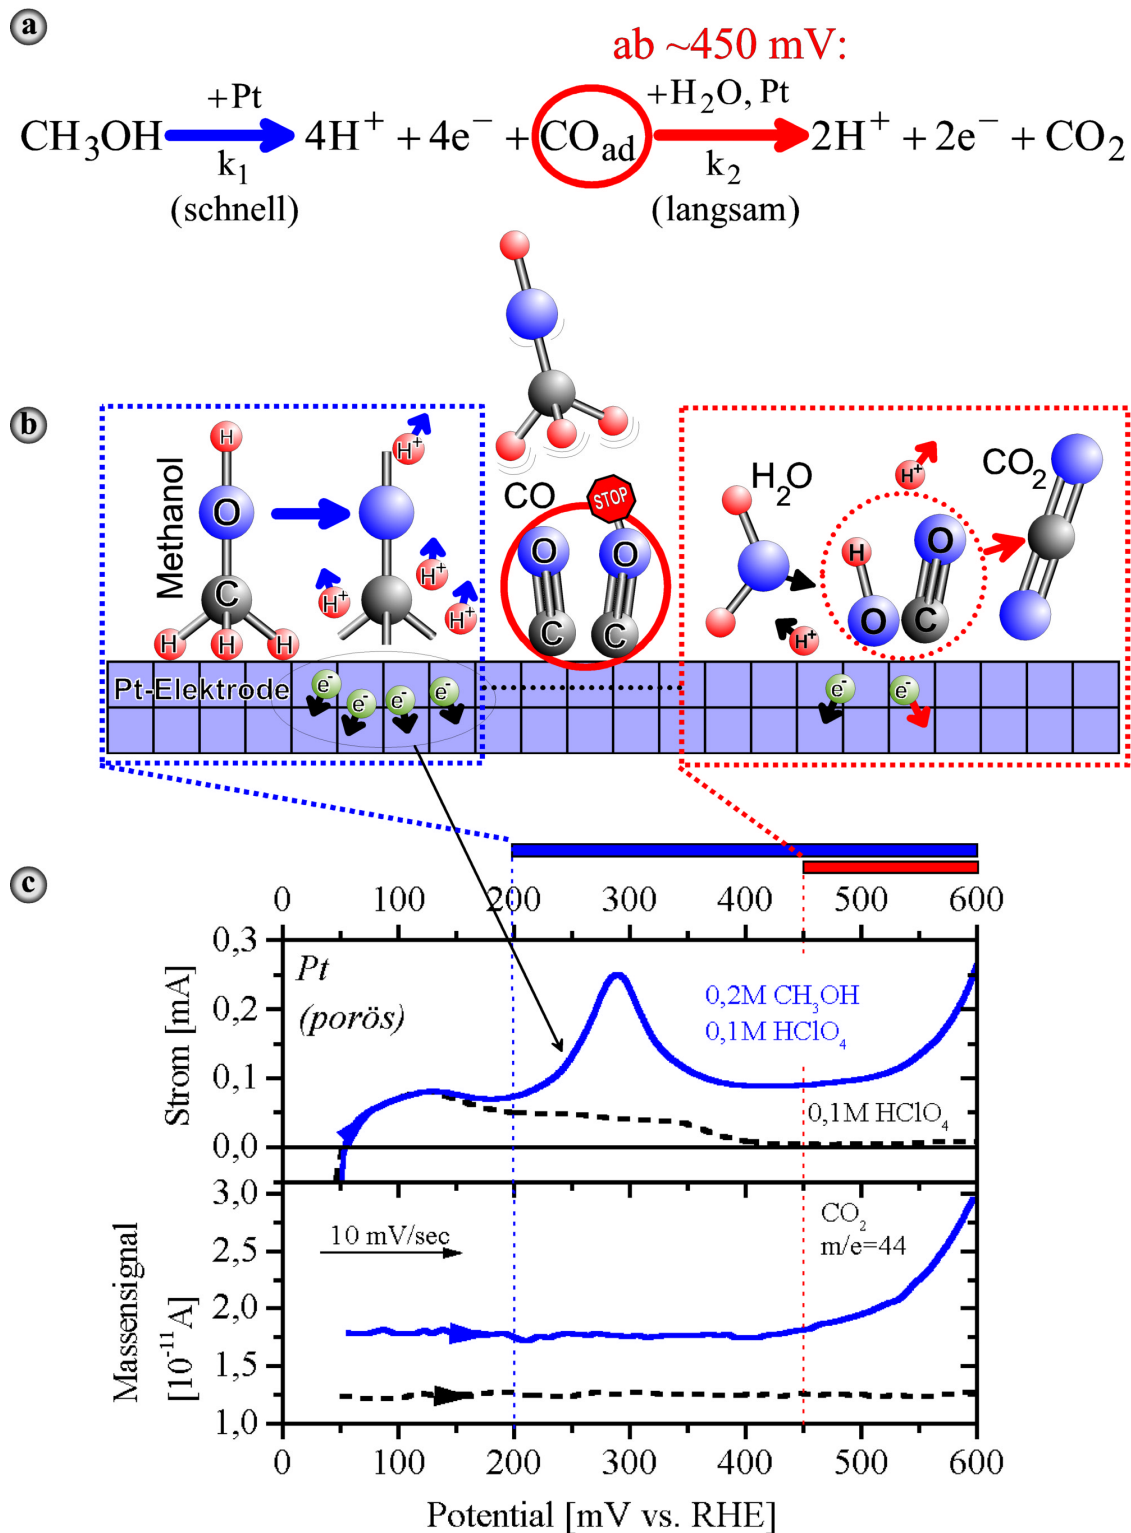 a
ab ~450 mV:
CH₃OH +Pt k₁ (schnell) 4H⁺ + 4e⁻ + CO_ad +H₂O, Pt k₂ (langsam) 2H⁺ + 2e⁻ + CO₂
b
Methanol
H
O
C
H H H
H⁺
H⁺
H⁺
H⁺
CO
STOP
O O
C C
H₂O
H⁺
CO₂
H
O
O
C
H⁺
Pt-Elektrode
e⁻ e⁻ e⁻ e⁻
e⁻ e⁻
c
0 100 200 300 400 500 600
Strom [mA]
0,3
0,2
0,1
0,0
Pt
(porös)
0,2M CH₃OH
0,1M HClO₄
0,1M HClO₄
Massensignal
[10⁻¹¹A]
3,0
2,5
2,0
1,5
1,0
10 mV/sec
CO₂
m/e=44
0 100 200 300 400 500 600
Potential [mV vs. RHE]